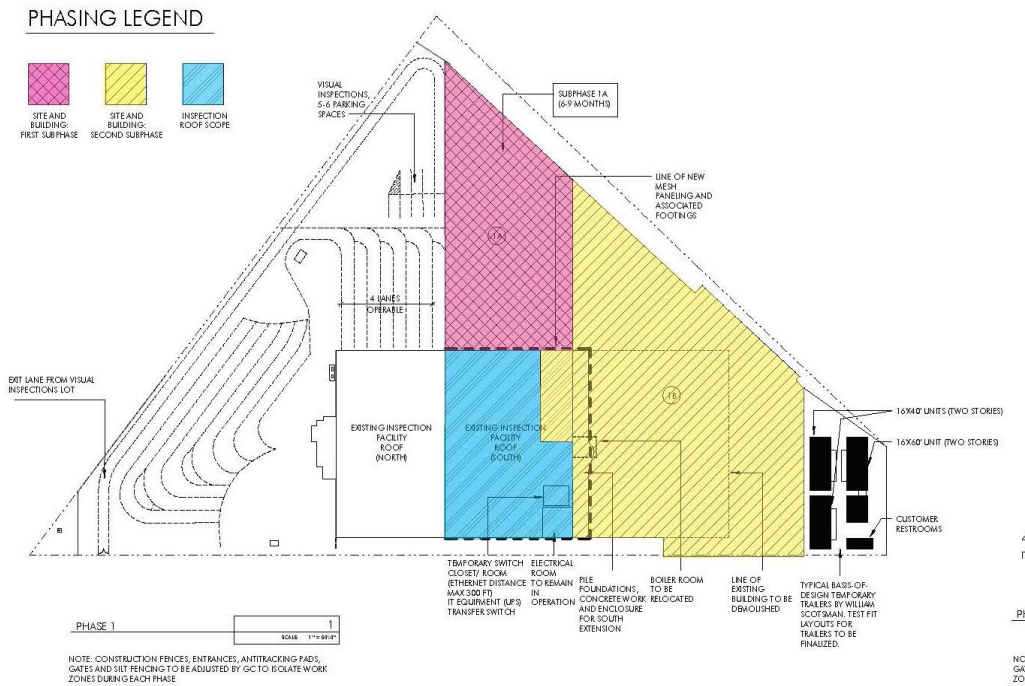 PHASING LEGEND
SITE AND
BUILDING:
FIRST SUBPHASE
SITE AND
BUILDING:
SECOND SUBPHASE
INSPECTION
ROOF SCOPE
VISUAL
INSPECTIONS,
5-6 PARKING
SPACES
SUBPHASE 1A
(6-9 MONTHS)
LINE OF NEW
MESH
PANELING AND
ASSOCIATED
FOOTINGS
1A
4 LANES
OPERABLE
EXIT LANE FROM VISUAL
INSPECTIONS LOT
EXISTING INSPECTION
FACILITY
ROOF
(NORTH)
EXISTING INSPECTION
FACILITY
ROOF
(SOUTH)
1B
16X40' UNITS (TWO STORIES)
16X60' UNIT (TWO STORIES)
CUSTOMER
RESTROOMS
TEMPORARY SWITCH
CLOSET/ ROOM
(ETHERNET DISTANCE
MAX 300 FT)
IT EQUIPMENT (UPS)
TRANSFER SWITCH
ELECTRICAL
ROOM
TO REMAIN
IN
OPERATION
PILE
FOUNDATIONS,
CONCRETE WORK
AND ENCLOSURE
FOR SOUTH
EXTENSION
BOILER ROOM
TO BE
RELOCATED
LINE OF
EXISTING
BUILDING TO BE
DEMOLISHED
TYPICAL BASIS-OF-
DESIGN TEMPORARY
TRAILERS BY WILLIAM
SCOTSMAN. TEST FIT
LAYOUTS FOR
TRAILERS TO BE
FINALIZED.
PHASE 1
1
SCALE 1" = 50'-0"
NOTE: CONSTRUCTION FENCES, ENTRANCES, ANTITRACKING PADS,
GATES AND SILT FENCING TO BE ADJUSTED BY GC TO ISOLATE WORK
ZONES DURING EACH PHASE